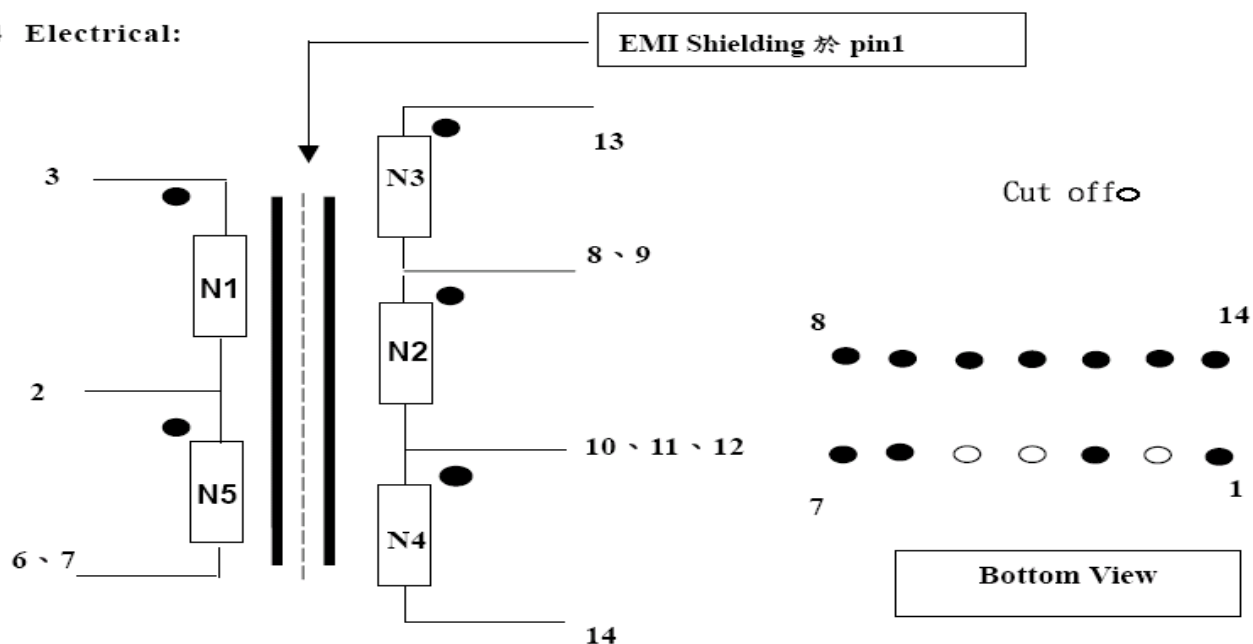 Electrical:
EMI Shielding 於 pin1
13
3
N3
Cut off
8、9
N1
8
14
N2
2
10、11、12
N5
7
1
N4
6、7
Bottom View
14